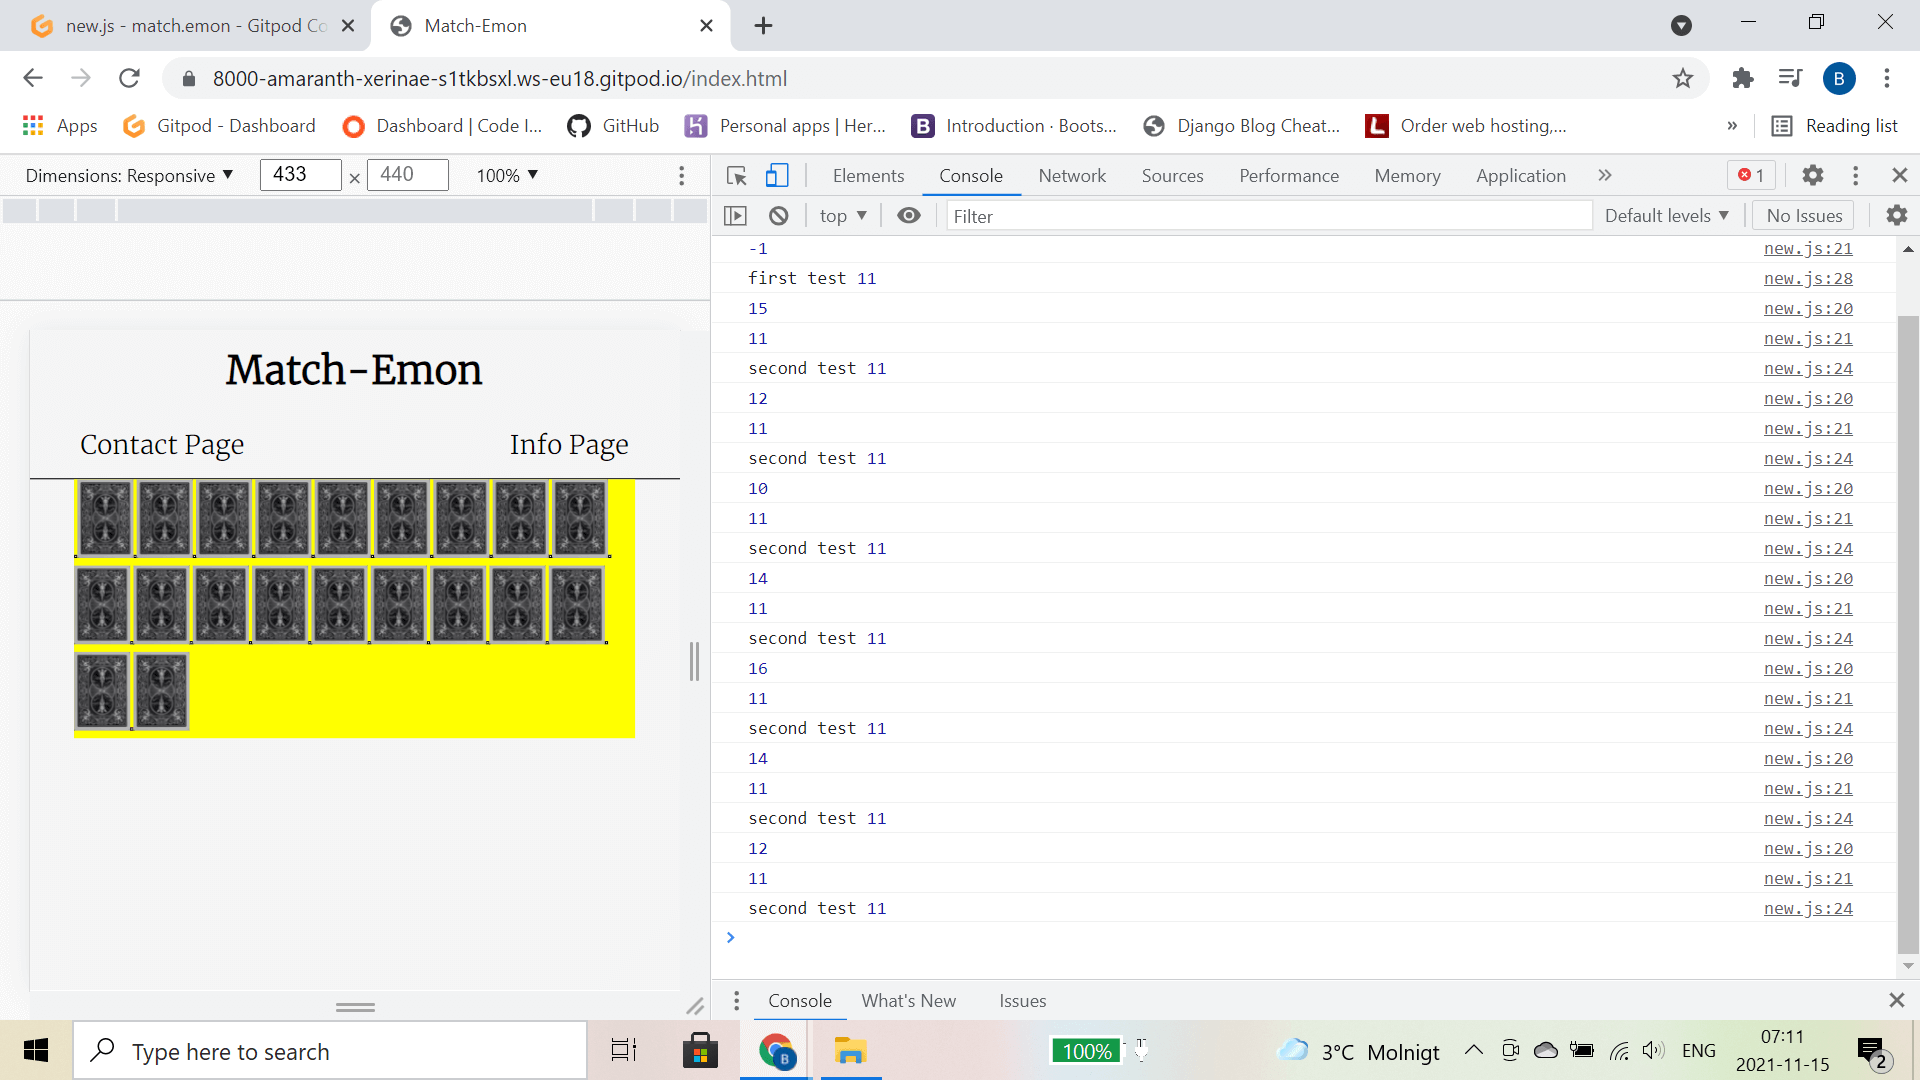 new.js - match.emon - Gitpod Co
Match-Emon
8000-amaranth-xerinae-s1tkbsxl.ws-eu18.gitpod.io/index.html
B
Apps
Gitpod - Dashboard
Dashboard | Code I...
GitHub
Personal apps | Her...
Introduction · Boots...
Django Blog Cheat...
Order web hosting,...
»
Reading list
Dimensions: Responsive ▼
433 × 440
100% ▼
Elements
Console
Network
Sources
Performance
Memory
Application
»
1
top ▼
Filter
Default levels ▼
No Issues
Match-Emon
Contact Page
Info Page
-1 new.js:21
first test 11 new.js:28
15 new.js:20
11 new.js:21
second test 11 new.js:24
12 new.js:20
11 new.js:21
second test 11 new.js:24
10 new.js:20
11 new.js:21
second test 11 new.js:24
14 new.js:20
11 new.js:21
second test 11 new.js:24
16 new.js:20
11 new.js:21
second test 11 new.js:24
14 new.js:20
11 new.js:21
second test 11 new.js:24
12 new.js:20
11 new.js:21
second test 11 new.js:24
Console
What's New
Issues
Type here to search
B
100%
3°C Molnigt
ENG
07:11
2021-11-15
2